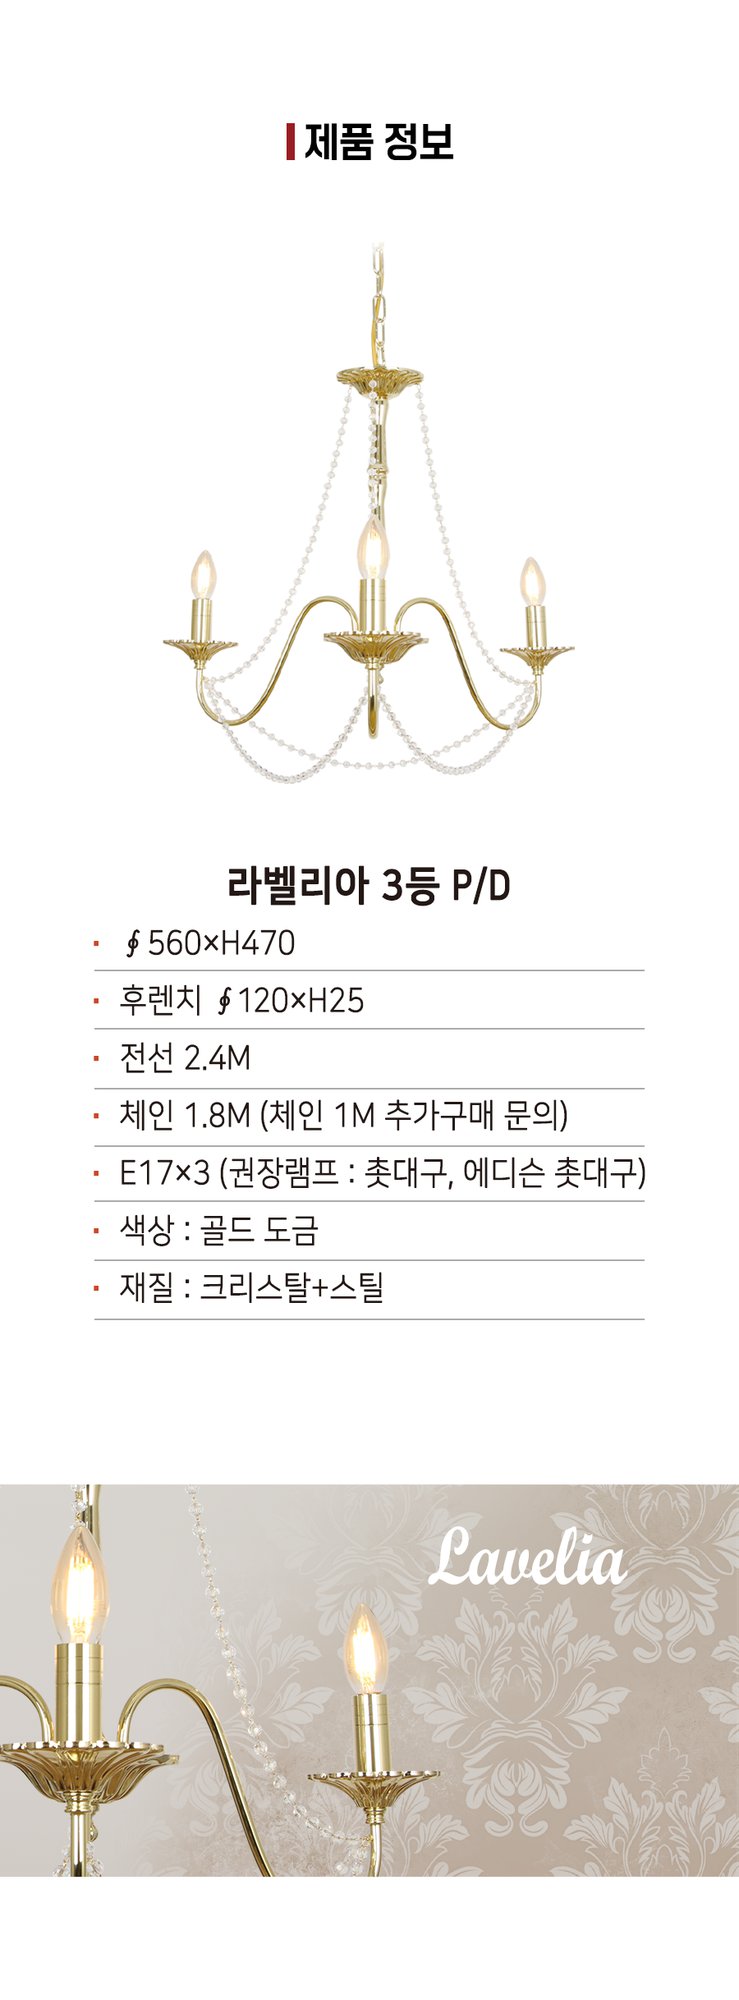 제품 정보
라벨리아 3등 P/D
∮560×H470
후렌치 ∮120×H25
전선 2.4M
체인 1.8M (체인 1M 추가구매 문의)
E17×3 (권장램프 : 촛대구, 에디슨 촛대구)
색상 : 골드 도금
재질 : 크리스탈+스틸
Lavelia